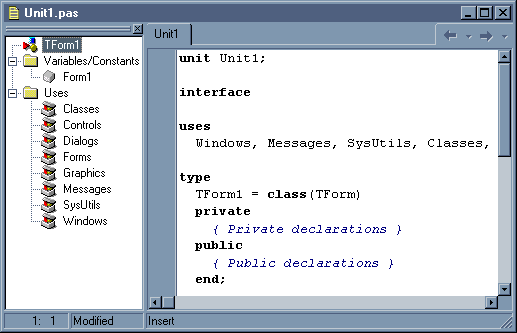 Unit1.pas
TForm1
Variables/Constants
Form1
Uses
Classes
Controls
Dialogs
Forms
Graphics
Messages
SysUtils
Windows
Unit1
unit Unit1;
interface
uses
Windows, Messages, SysUtils, Classes,
type
TForm1 = class(TForm)
private
{ Private declarations }
public
{ Public declarations }
end;
1: 1 Modified Insert